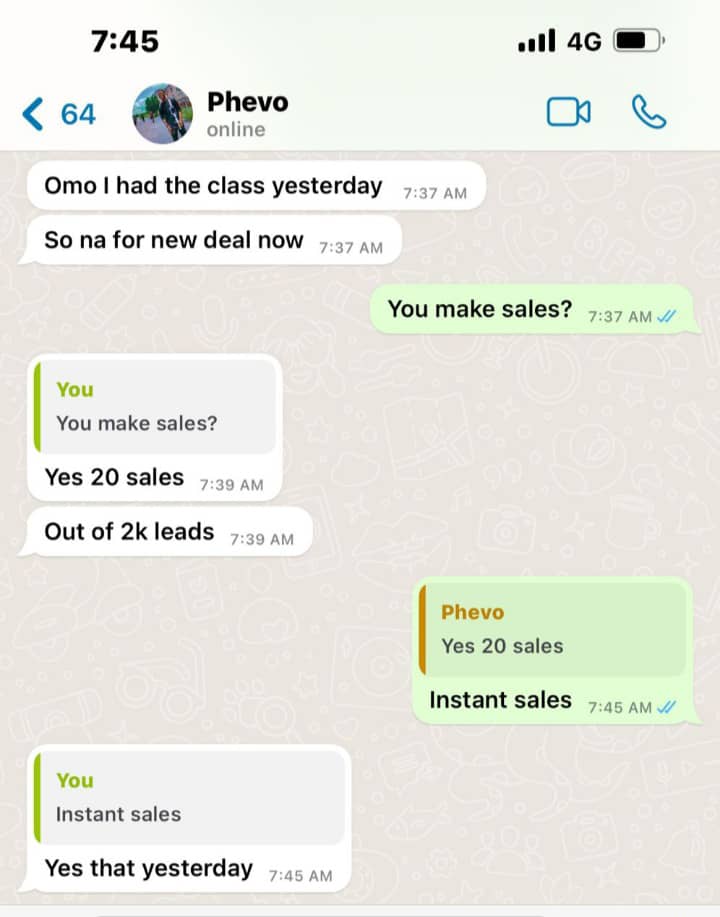 7:45
4G
64
Phevo
online
Omo I had the class yesterday 7:37 AM
So na for new deal now 7:37 AM
You make sales? 7:37 AM
You
You make sales?
Yes 20 sales 7:39 AM
Out of 2k leads 7:39 AM
Phevo
Yes 20 sales
Instant sales 7:45 AM
You
Instant sales
Yes that yesterday 7:45 AM